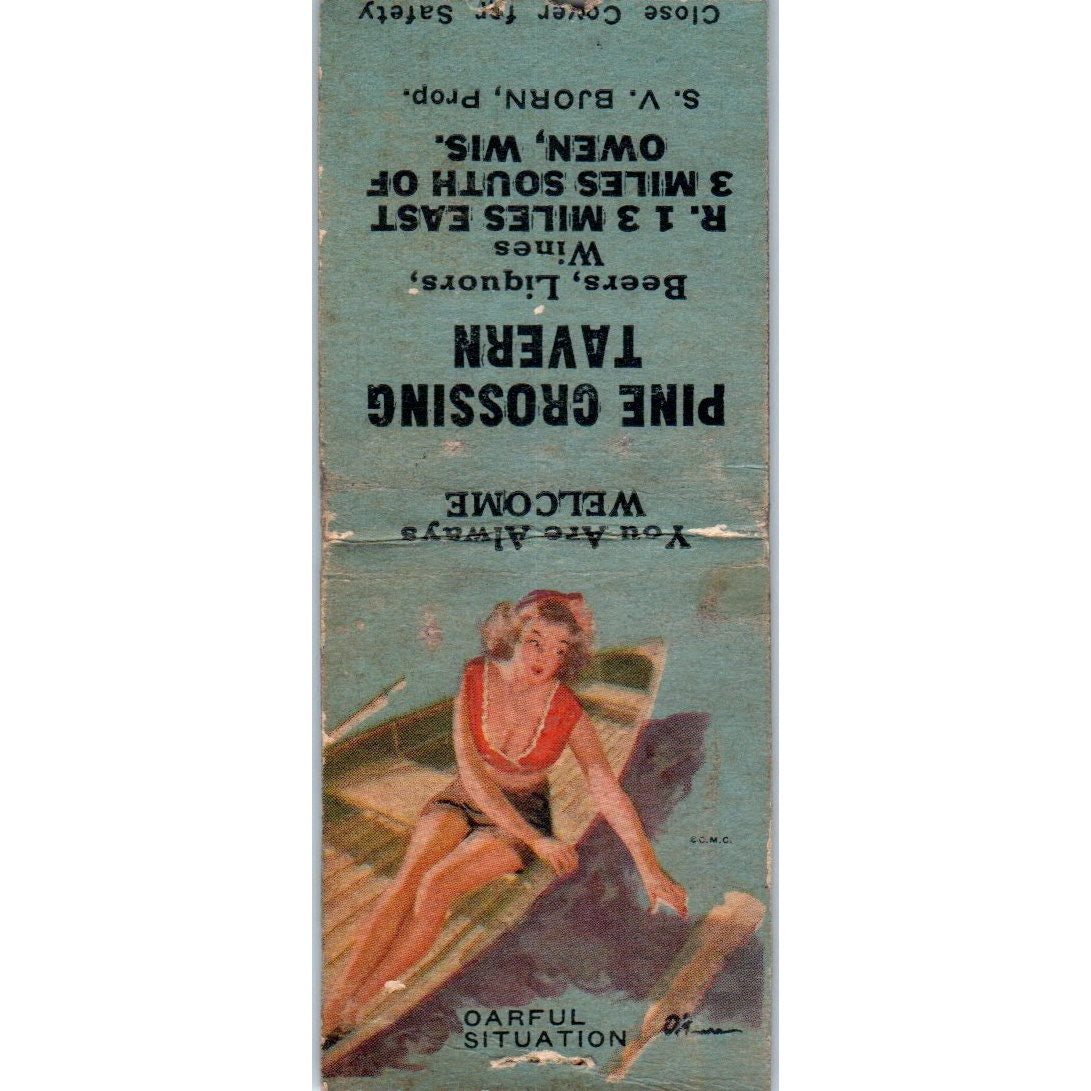 You Are Always
WELCOME
PINE CROSSING
TAVERN
Beers, Liquors,
Wines
R. 1 3 MILES EAST
3 MILES SOUTH OF
OWEN, WIS.
S. V. BJORN, Prop.
Close Cover for Safety
©C.M.C.
OARFUL
SITUATION